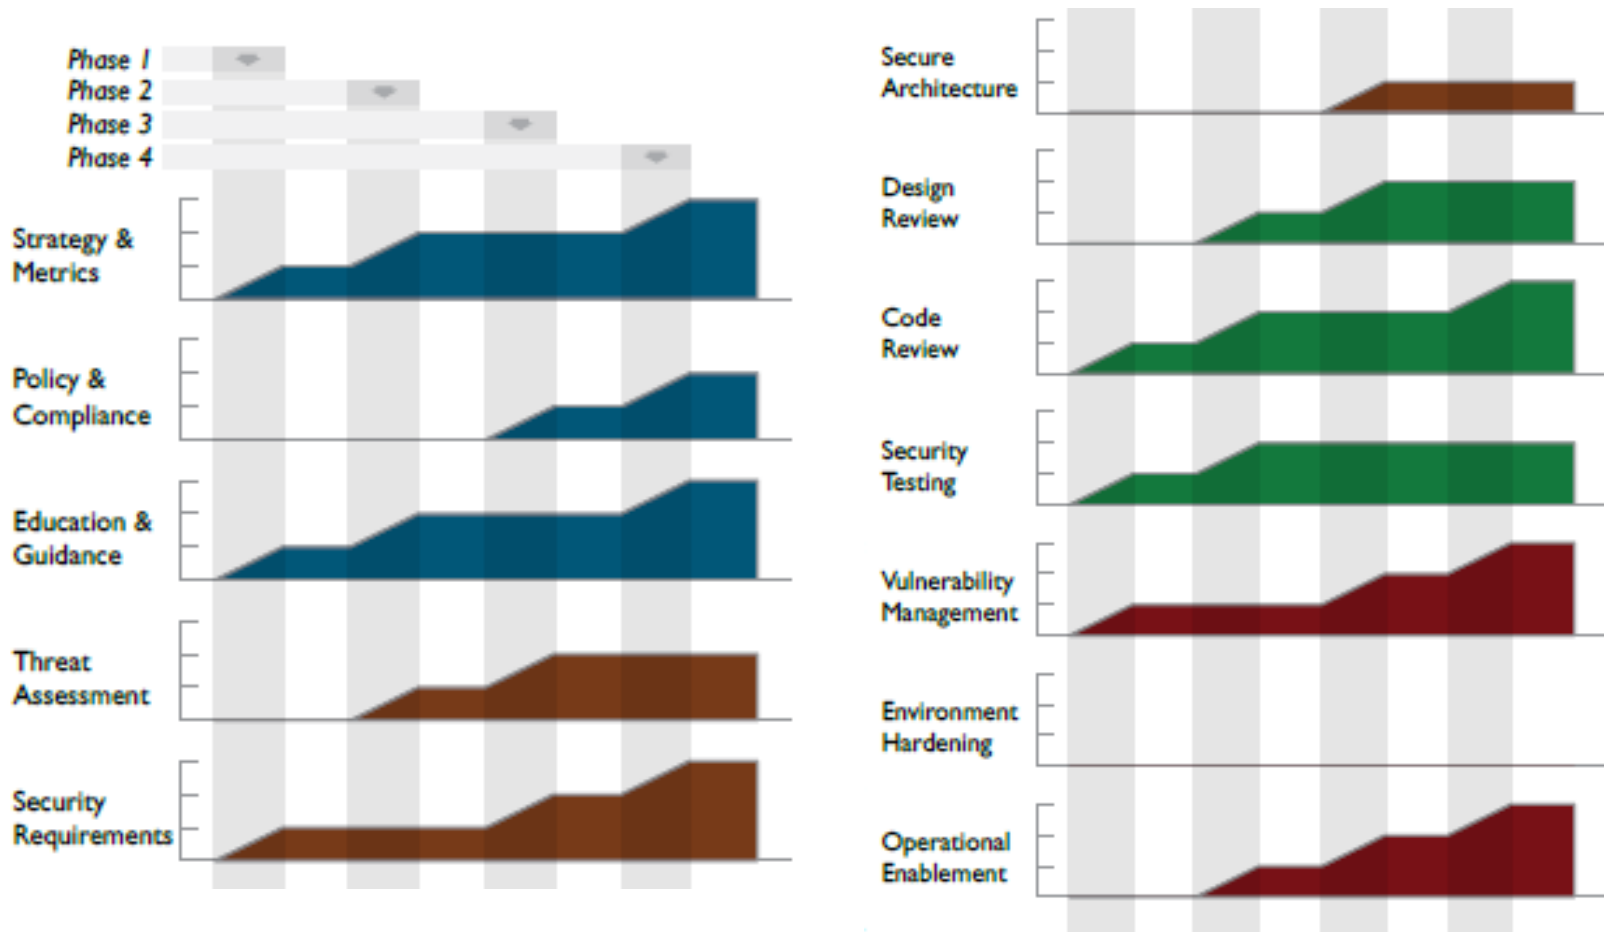 Phase 1
Phase 2
Phase 3
Phase 4
Strategy &
Metrics
Policy &
Compliance
Education &
Guidance
Threat
Assessment
Security
Requirements
Secure
Architecture
Design
Review
Code
Review
Security
Testing
Vulnerability
Management
Environment
Hardening
Operational
Enablement